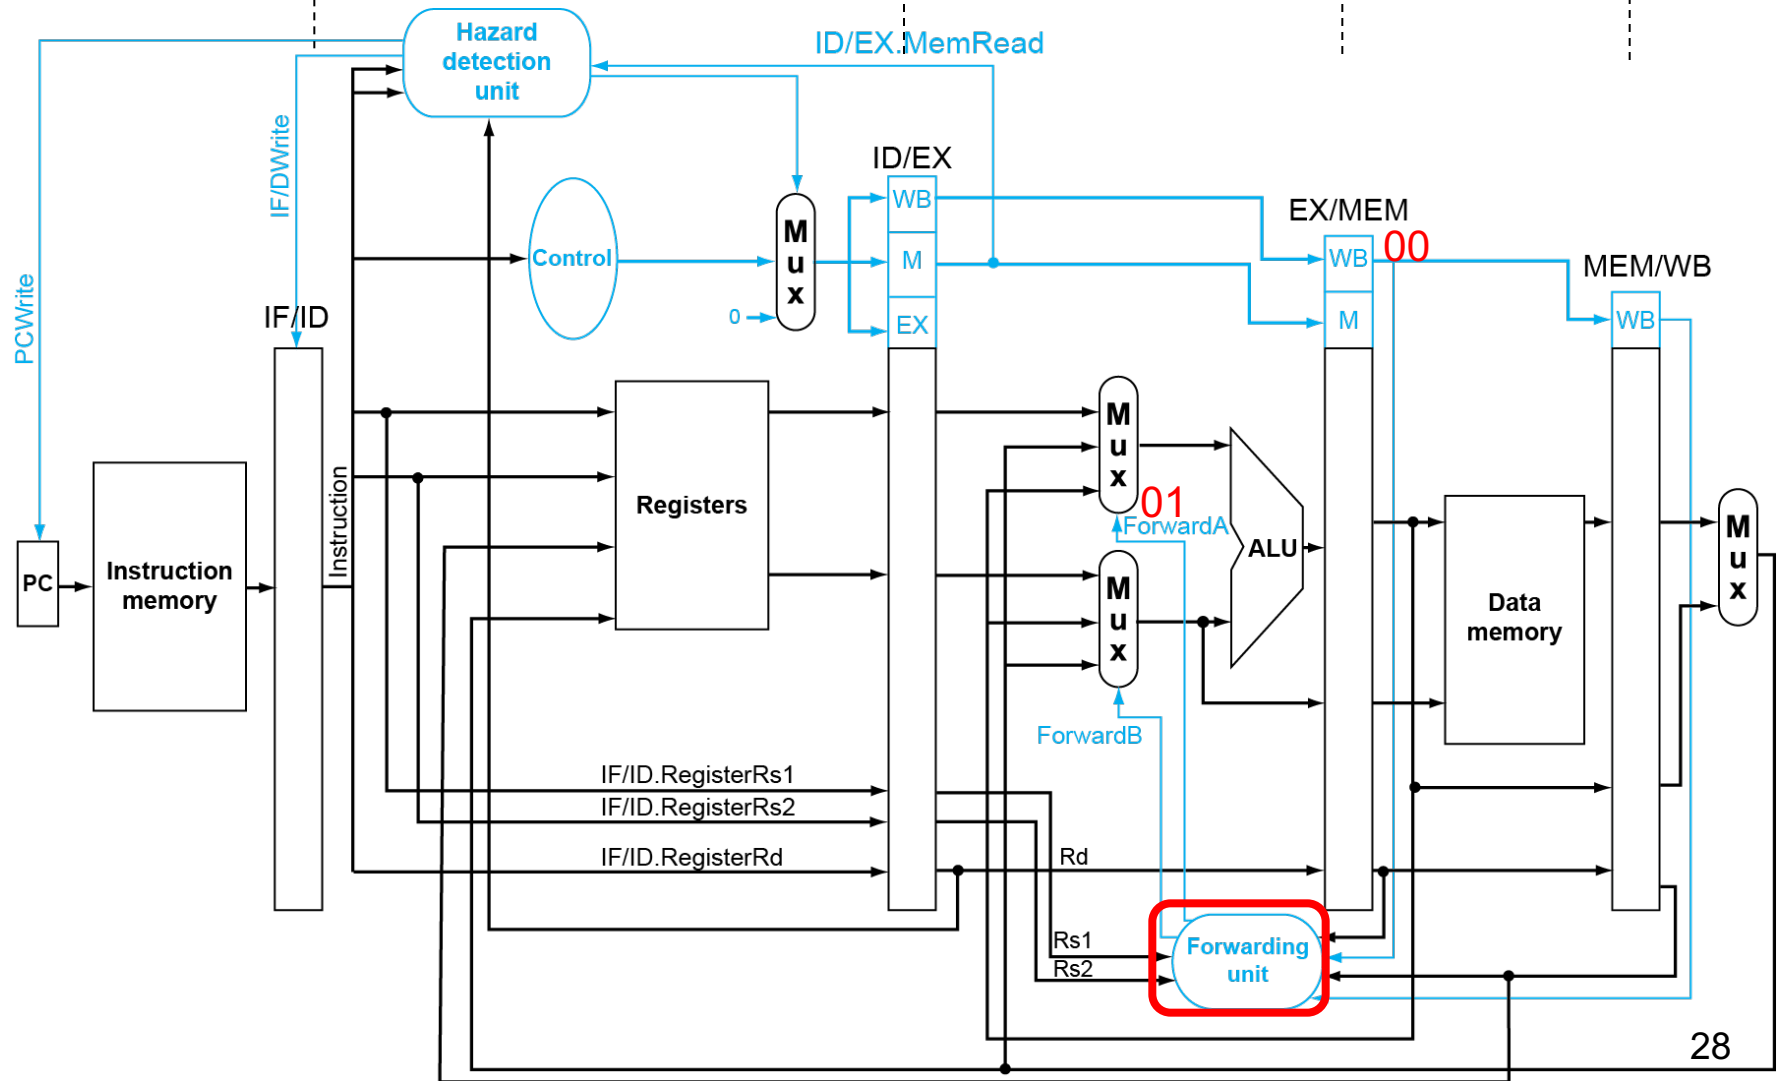 Hazard
detection
unit
ID/EX.MemRead
IF/DWrite
PCWrite
ID/EX
WB
M
EX
Control
M
u
x
0
EX/MEM
00
WB
M
MEM/WB
WB
IF/ID
Instruction
PC
Instruction
memory
Registers
M
u
x
01
ForwardA
M
u
x
ForwardB
ALU
Data
memory
M
u
x
IF/ID.RegisterRs1
IF/ID.RegisterRs2
IF/ID.RegisterRd
Rd
Rs1
Rs2
Forwarding
unit
28